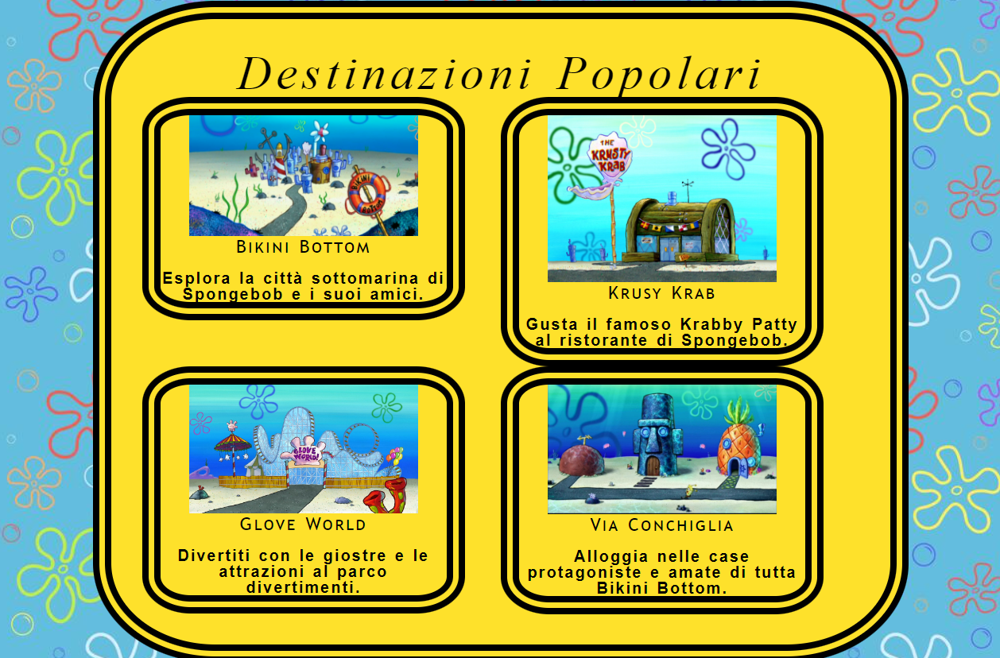 Destinazioni Popolari
BIKINI
BOTTOM
Bikini Bottom
Esplora la città sottomarina di
Spongebob e i suoi amici.
THE
KRUSTY
KRAB
Krusy Krab
Gusta il famoso Krabby Patty
al ristorante di Spongebob.
GLOVE
WORLD!
Glove World
Divertiti con le giostre e le
attrazioni al parco
divertimenti.
Via Conchiglia
Alloggia nelle case
protagoniste e amate di tutta
Bikini Bottom.